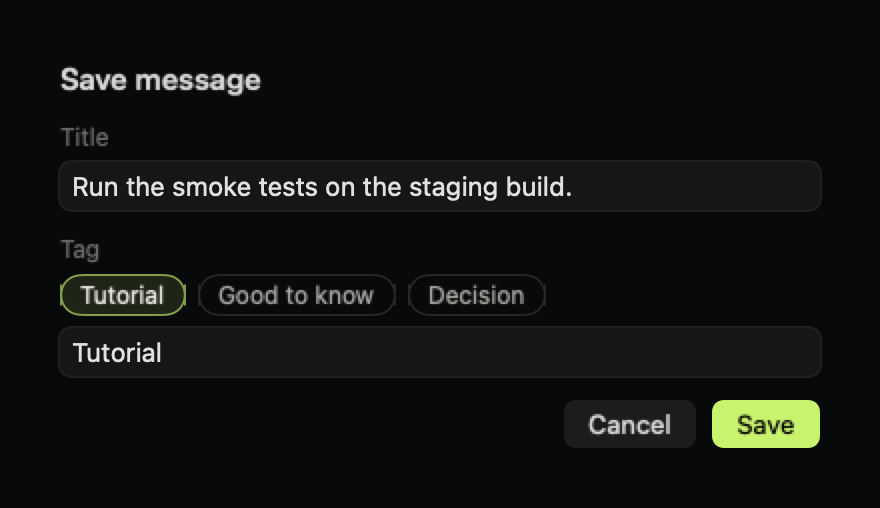 Save message
Title
Run the smoke tests on the staging build.
Tag
Tutorial Good to know Decision
Tutorial
Cancel Save